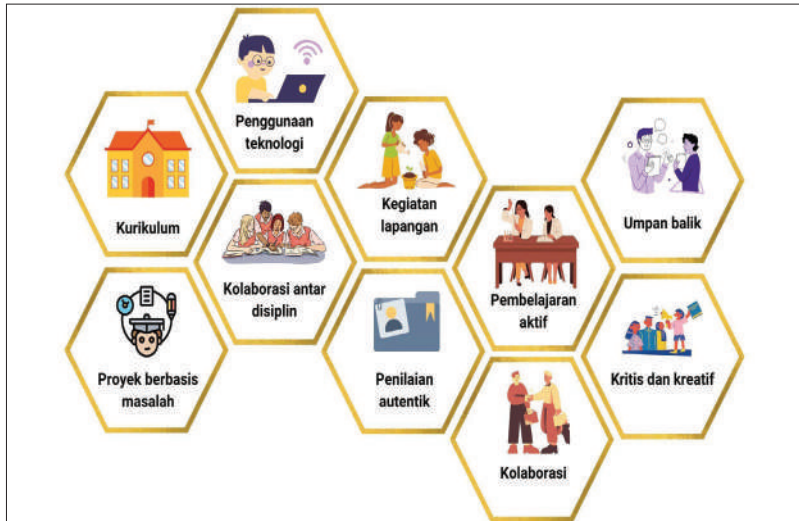 Penggunaan
teknologi
Kurikulum
Kegiatan
lapangan
Umpan balik
Kolaborasi antar
disiplin
Pembelajaran
aktif
Proyek berbasis
masalah
Penilaian
autentik
Kritis dan kreatif
Kolaborasi